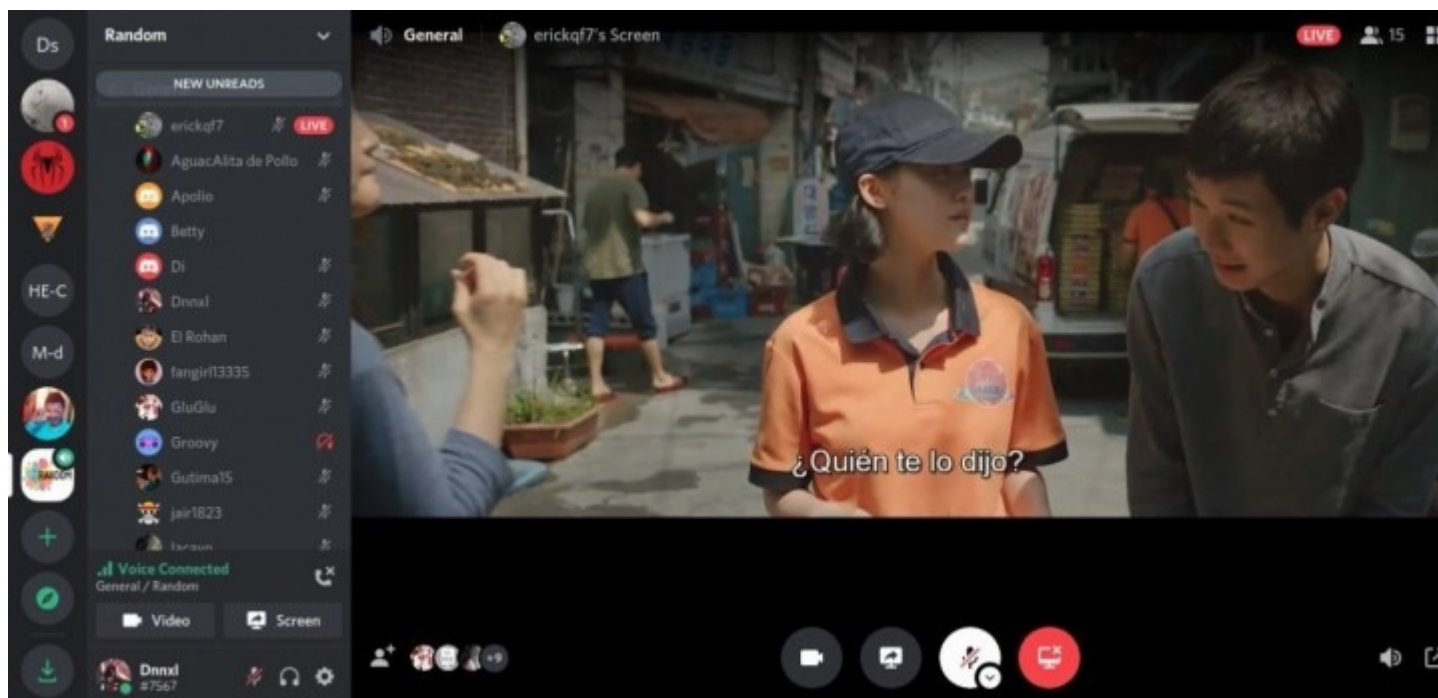 Ds
1
HE-C
M-d
Random
NEW UNREADS
erickqf7
LIVE
AguacAlita de Pollo
Apolio
Betty
Di
Dnnxl
El Rohan
fangirl13335
GluGlu
Groovy
Gutima15
jair1823
Voice Connected
General / Random
Video
Screen
Dnnxl
#7567
General
erickqf7's Screen
LIVE
15
¿Quién te lo dijo?
+9